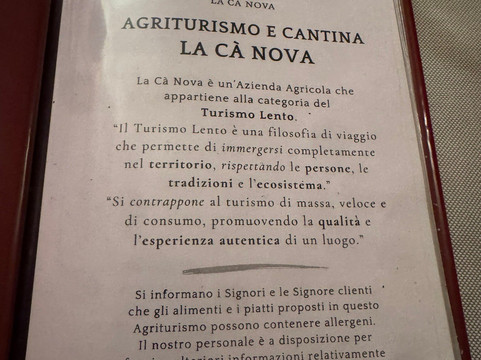 LA CÀ NOVA
AGRITURISMO E CANTINA
LA CÀ NOVA
La Cà Nova è un'Azienda Agricola che
appartiene alla categoria del
Turismo Lento.
“Il Turismo Lento è una filosofia di viaggio
che permette di immergersi completamente
nel territorio, rispettando le persone, le
tradizioni e l'ecosistema.”
“Si contrappone al turismo di massa, veloce e
di consumo, promuovendo la qualità e
l'esperienza autentica di un luogo.”
Si informano i Signori e le Signore clienti
che gli alimenti e i piatti proposti in questo
Agriturismo possono contenere allergeni.
Il nostro personale è a disposizione per
fornire ulteriori informazioni relativamente